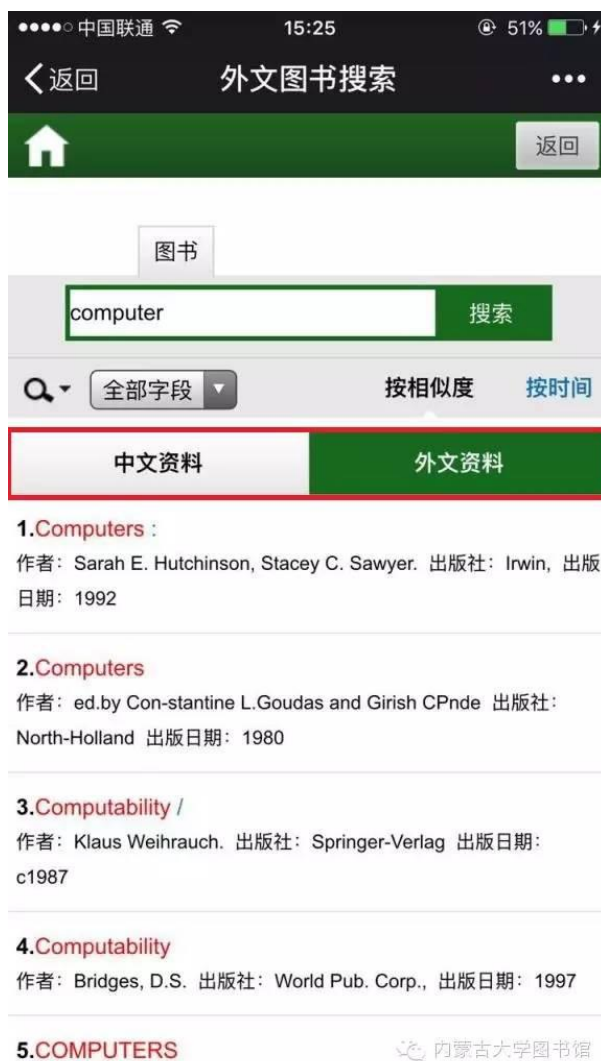 中国联通 15:25 51%
返回 外文图书搜索
返回
图书
computer 搜索
全部字段 按相似度 按时间
中文资料 外文资料
1.Computers :
作者：Sarah E. Hutchinson, Stacey C. Sawyer. 出版社：Irwin, 出版
日期：1992
2.Computers
作者：ed.by Con-stantine L.Goudas and Girish CPnde 出版社：
North-Holland 出版日期：1980
3.Computability /
作者：Klaus Weihrauch. 出版社：Springer-Verlag 出版日期：
c1987
4.Computability
作者：Bridges, D.S. 出版社：World Pub. Corp., 出版日期：1997
5.COMPUTERS
内蒙古大学图书馆